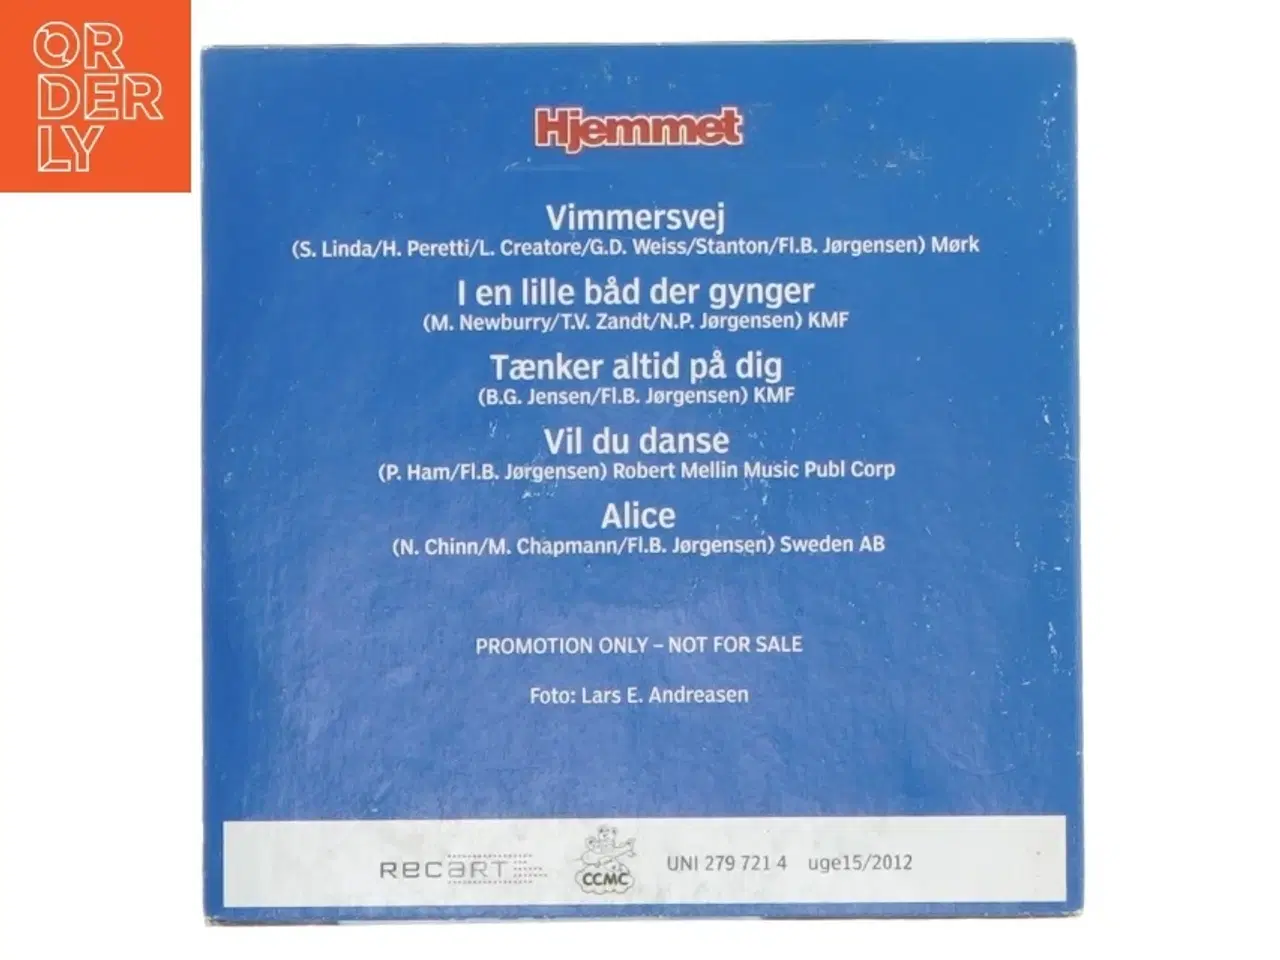 OR
DER
LY
Hjemmet
Vimmersvej
(S. Linda/H. Peretti/L. Creatore/G.D. Weiss/Stanton/Fl.B. Jørgensen) Mørk
I en lille båd der gynger
(M. Newburry/T.V. Zandt/N.P. Jørgensen) KMF
Tænker altid på dig
(B.G. Jensen/Fl.B. Jørgensen) KMF
Vil du danse
(P. Ham/Fl.B. Jørgensen) Robert Mellin Music Publ Corp
Alice
(N. Chinn/M. Chapmann/Fl.B. Jørgensen) Sweden AB
PROMOTION ONLY – NOT FOR SALE
Foto: Lars E. Andreasen
RECART CCMC UNI 279 721 4 uge15/2012